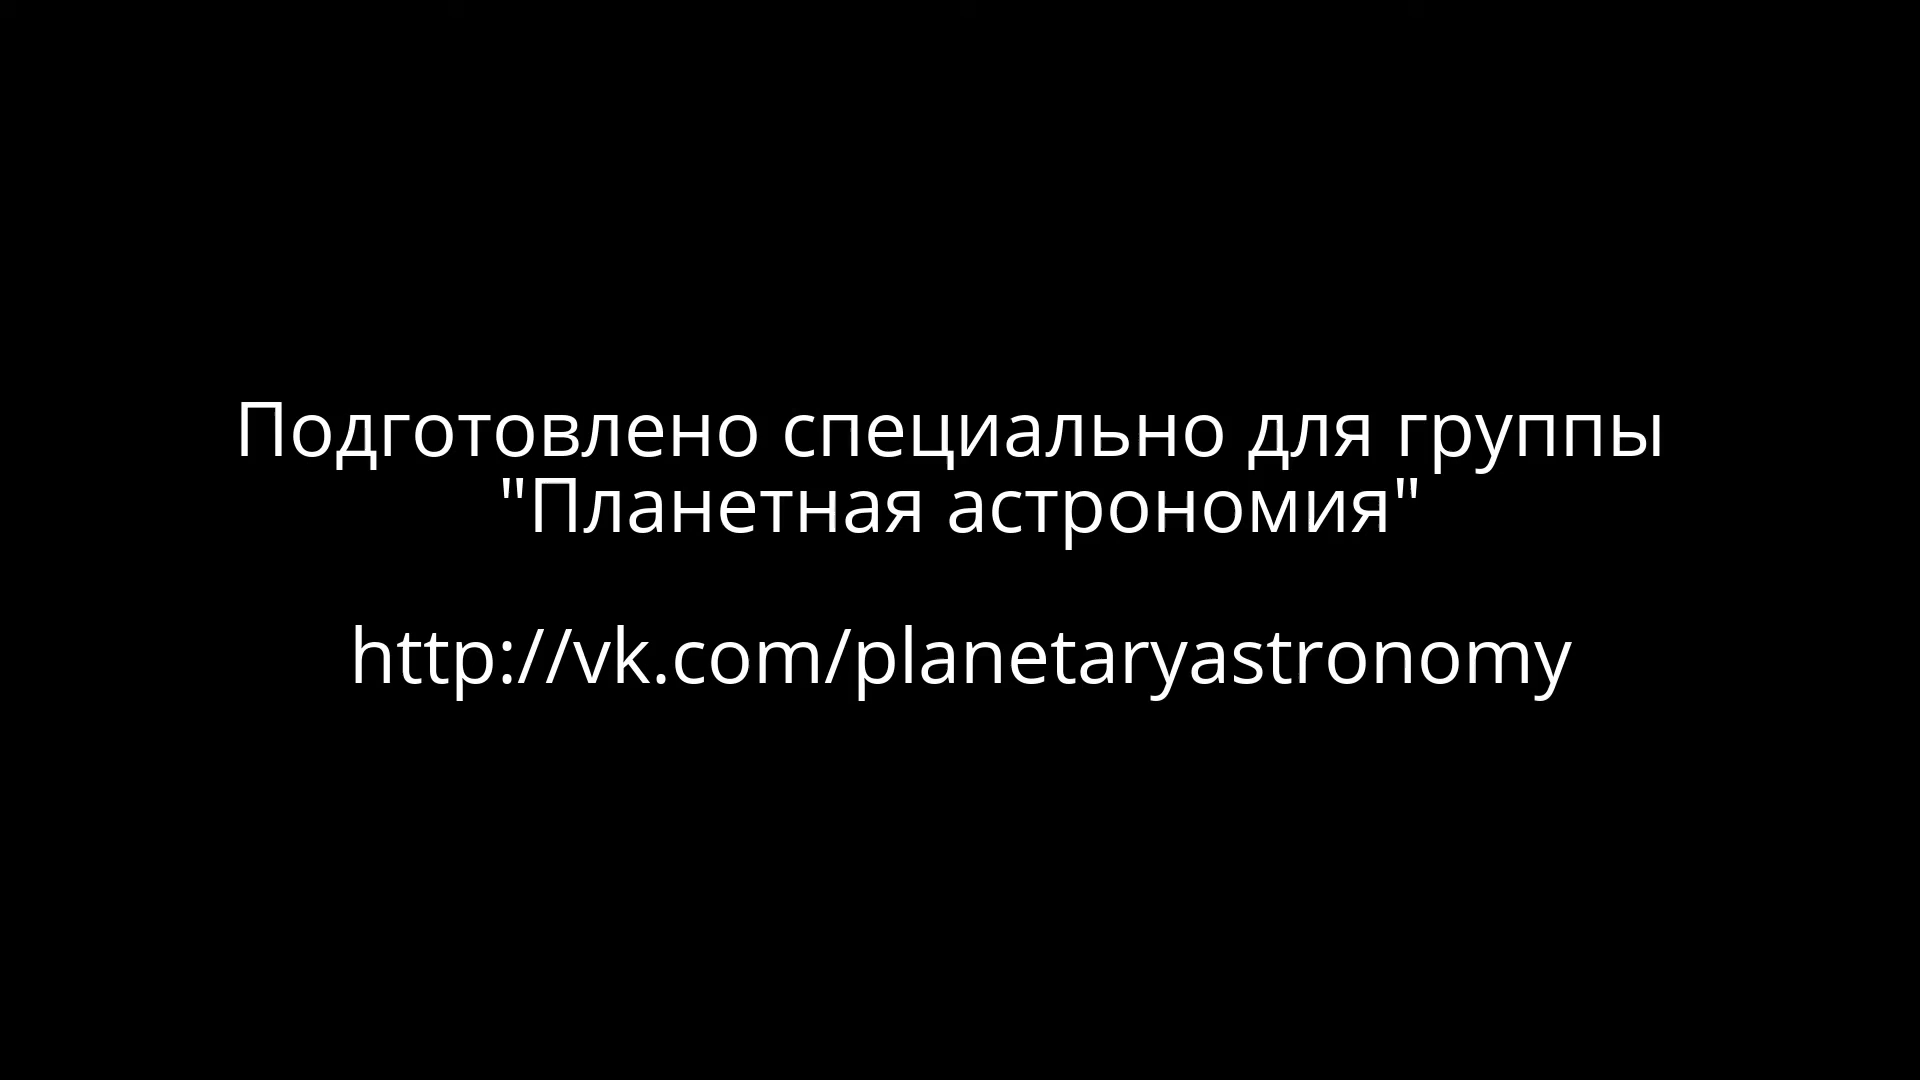 Подготовлено специально для группы
"Планетная астрономия"
http://vk.com/planetaryastronomy